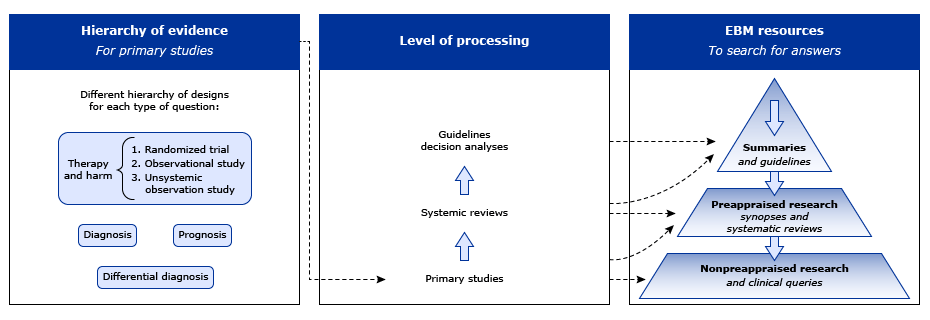 Hierarchy of evidence
For primary studies
Different hierarchy of designs
for each type of question:
Therapy
and harm
1. Randomized trial
2. Observational study
3. Unsystemic
observation study
Diagnosis
Prognosis
Differential diagnosis
Level of processing
Guidelines
decision analyses
Systemic reviews
Primary studies
EBM resources
To search for answers
Summaries
and guidelines
Preappraised research
synopses and
systematic reviews
Nonpreappraised research
and clinical queries